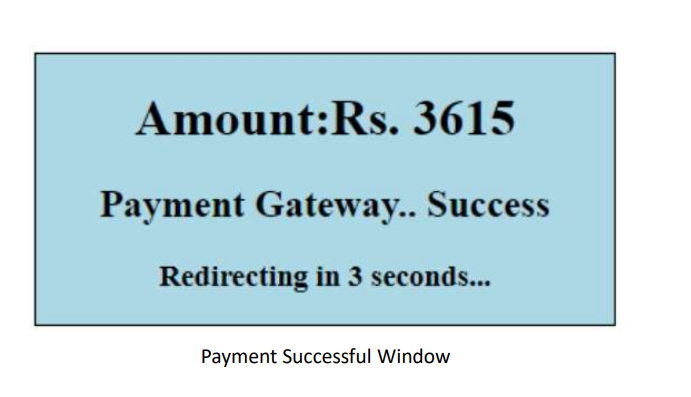 Amount:Rs. 3615
Payment Gateway.. Success
Redirecting in 3 seconds...
Payment Successful Window